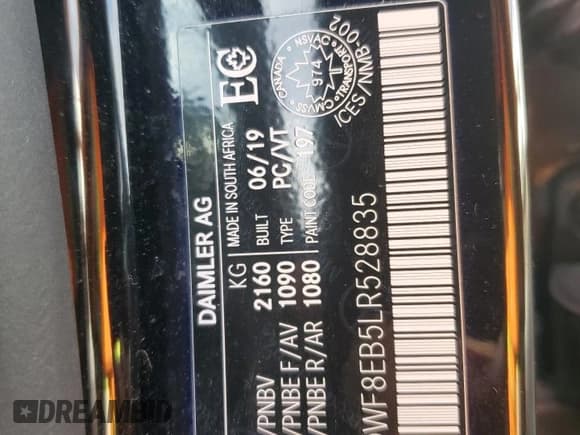 DAIMLER AG
KG MADE IN SOUTH AFRICA
/PNBV 2160 BUILT 06/19
/PNBE F/AV 1090 TYPE PC/VT
/PNBE R/AR 1080 PAINT CODE 197
EC
CANADA
NSVAC
974
CMVSS
TRANSPORT
ICES/NMB-002
WF8EB5LR528835
DREAMBID